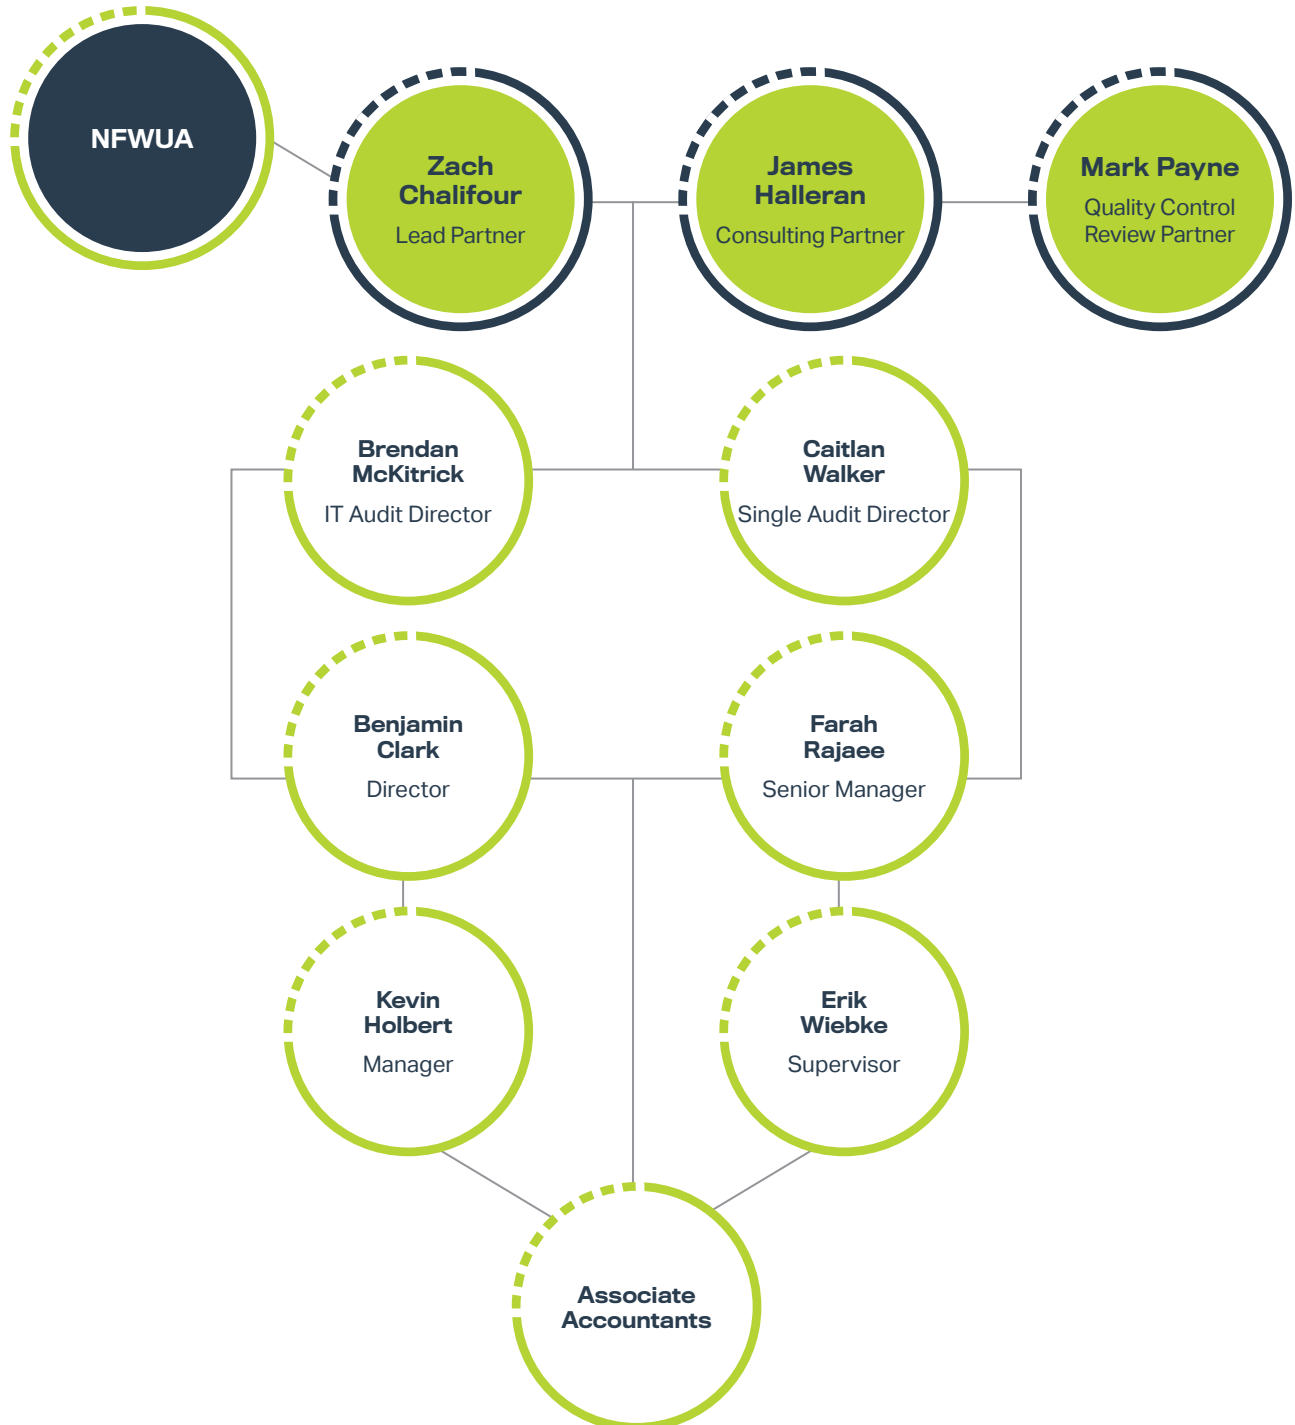 NFWUA
Zach
Chalifour
Lead Partner
James
Halleran
Consulting Partner
Mark Payne
Quality Control
Review Partner
Brendan
McKitrick
IT Audit Director
Caitlan
Walker
Single Audit Director
Benjamin
Clark
Director
Farah
Rajaee
Senior Manager
Kevin
Holbert
Manager
Erik
Wiebke
Supervisor
Associate
Accountants